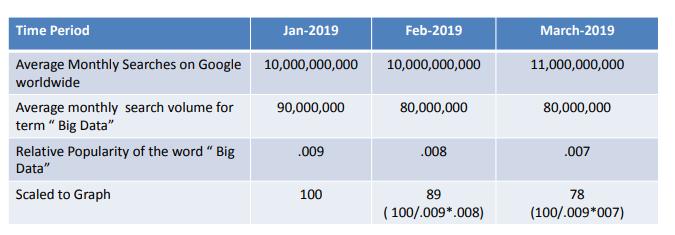 Time Period Jan-2019 Feb-2019 March-2019
Average Monthly Searches on Google 10,000,000,000 10,000,000,000 11,000,000,000
worldwide
Average monthly search volume for 90,000,000 80,000,000 80,000,000
term “ Big Data”
Relative Popularity of the word “ Big .009 .008 .007
Data”
Scaled to Graph 100 89 78
( 100/.009*.008) (100/.009*007)